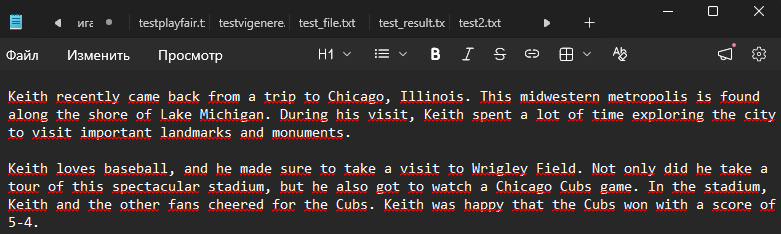 ига
testplayfair.t
testvigenere.
test_file.txt
test_result.tx
test2.txt
Файл Изменить Просмотр H1 B I S
Keith recently came back from a trip to Chicago, Illinois. This midwestern metropolis is found
along the shore of Lake Michigan. During his visit, Keith spent a lot of time exploring the city
to visit important landmarks and monuments.
Keith loves baseball, and he made sure to take a visit to Wrigley Field. Not only did he take a
tour of this spectacular stadium, but he also got to watch a Chicago Cubs game. In the stadium,
Keith and the other fans cheered for the Cubs. Keith was happy that the Cubs won with a score of
5-4.